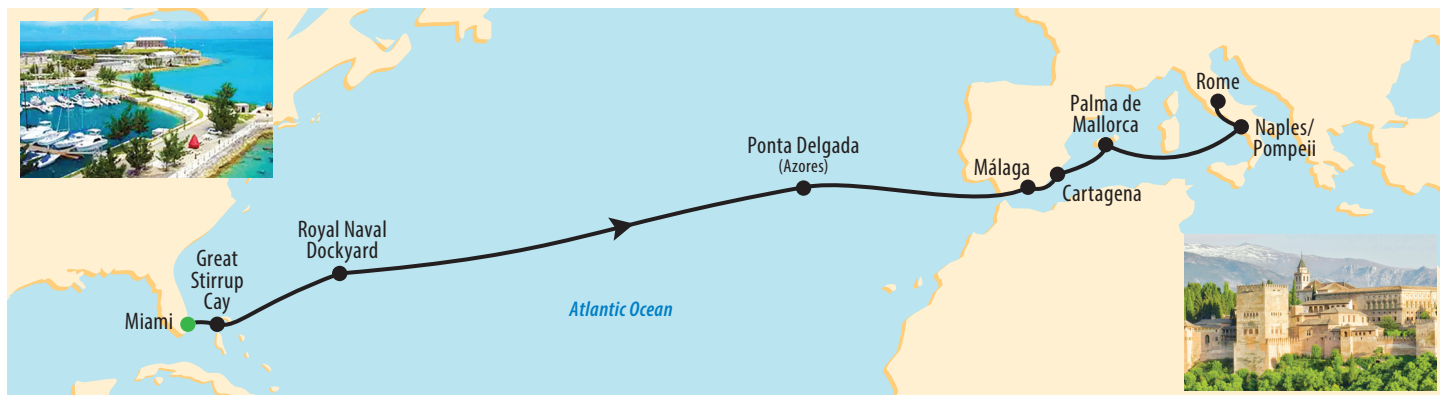 Miami
Great
Stirrup
Cay
Royal Naval
Dockyard
Ponta Delgada
(Azores)
Atlantic Ocean
Málaga
Cartagena
Palma de
Mallorca
Rome
Naples/
Pompeii